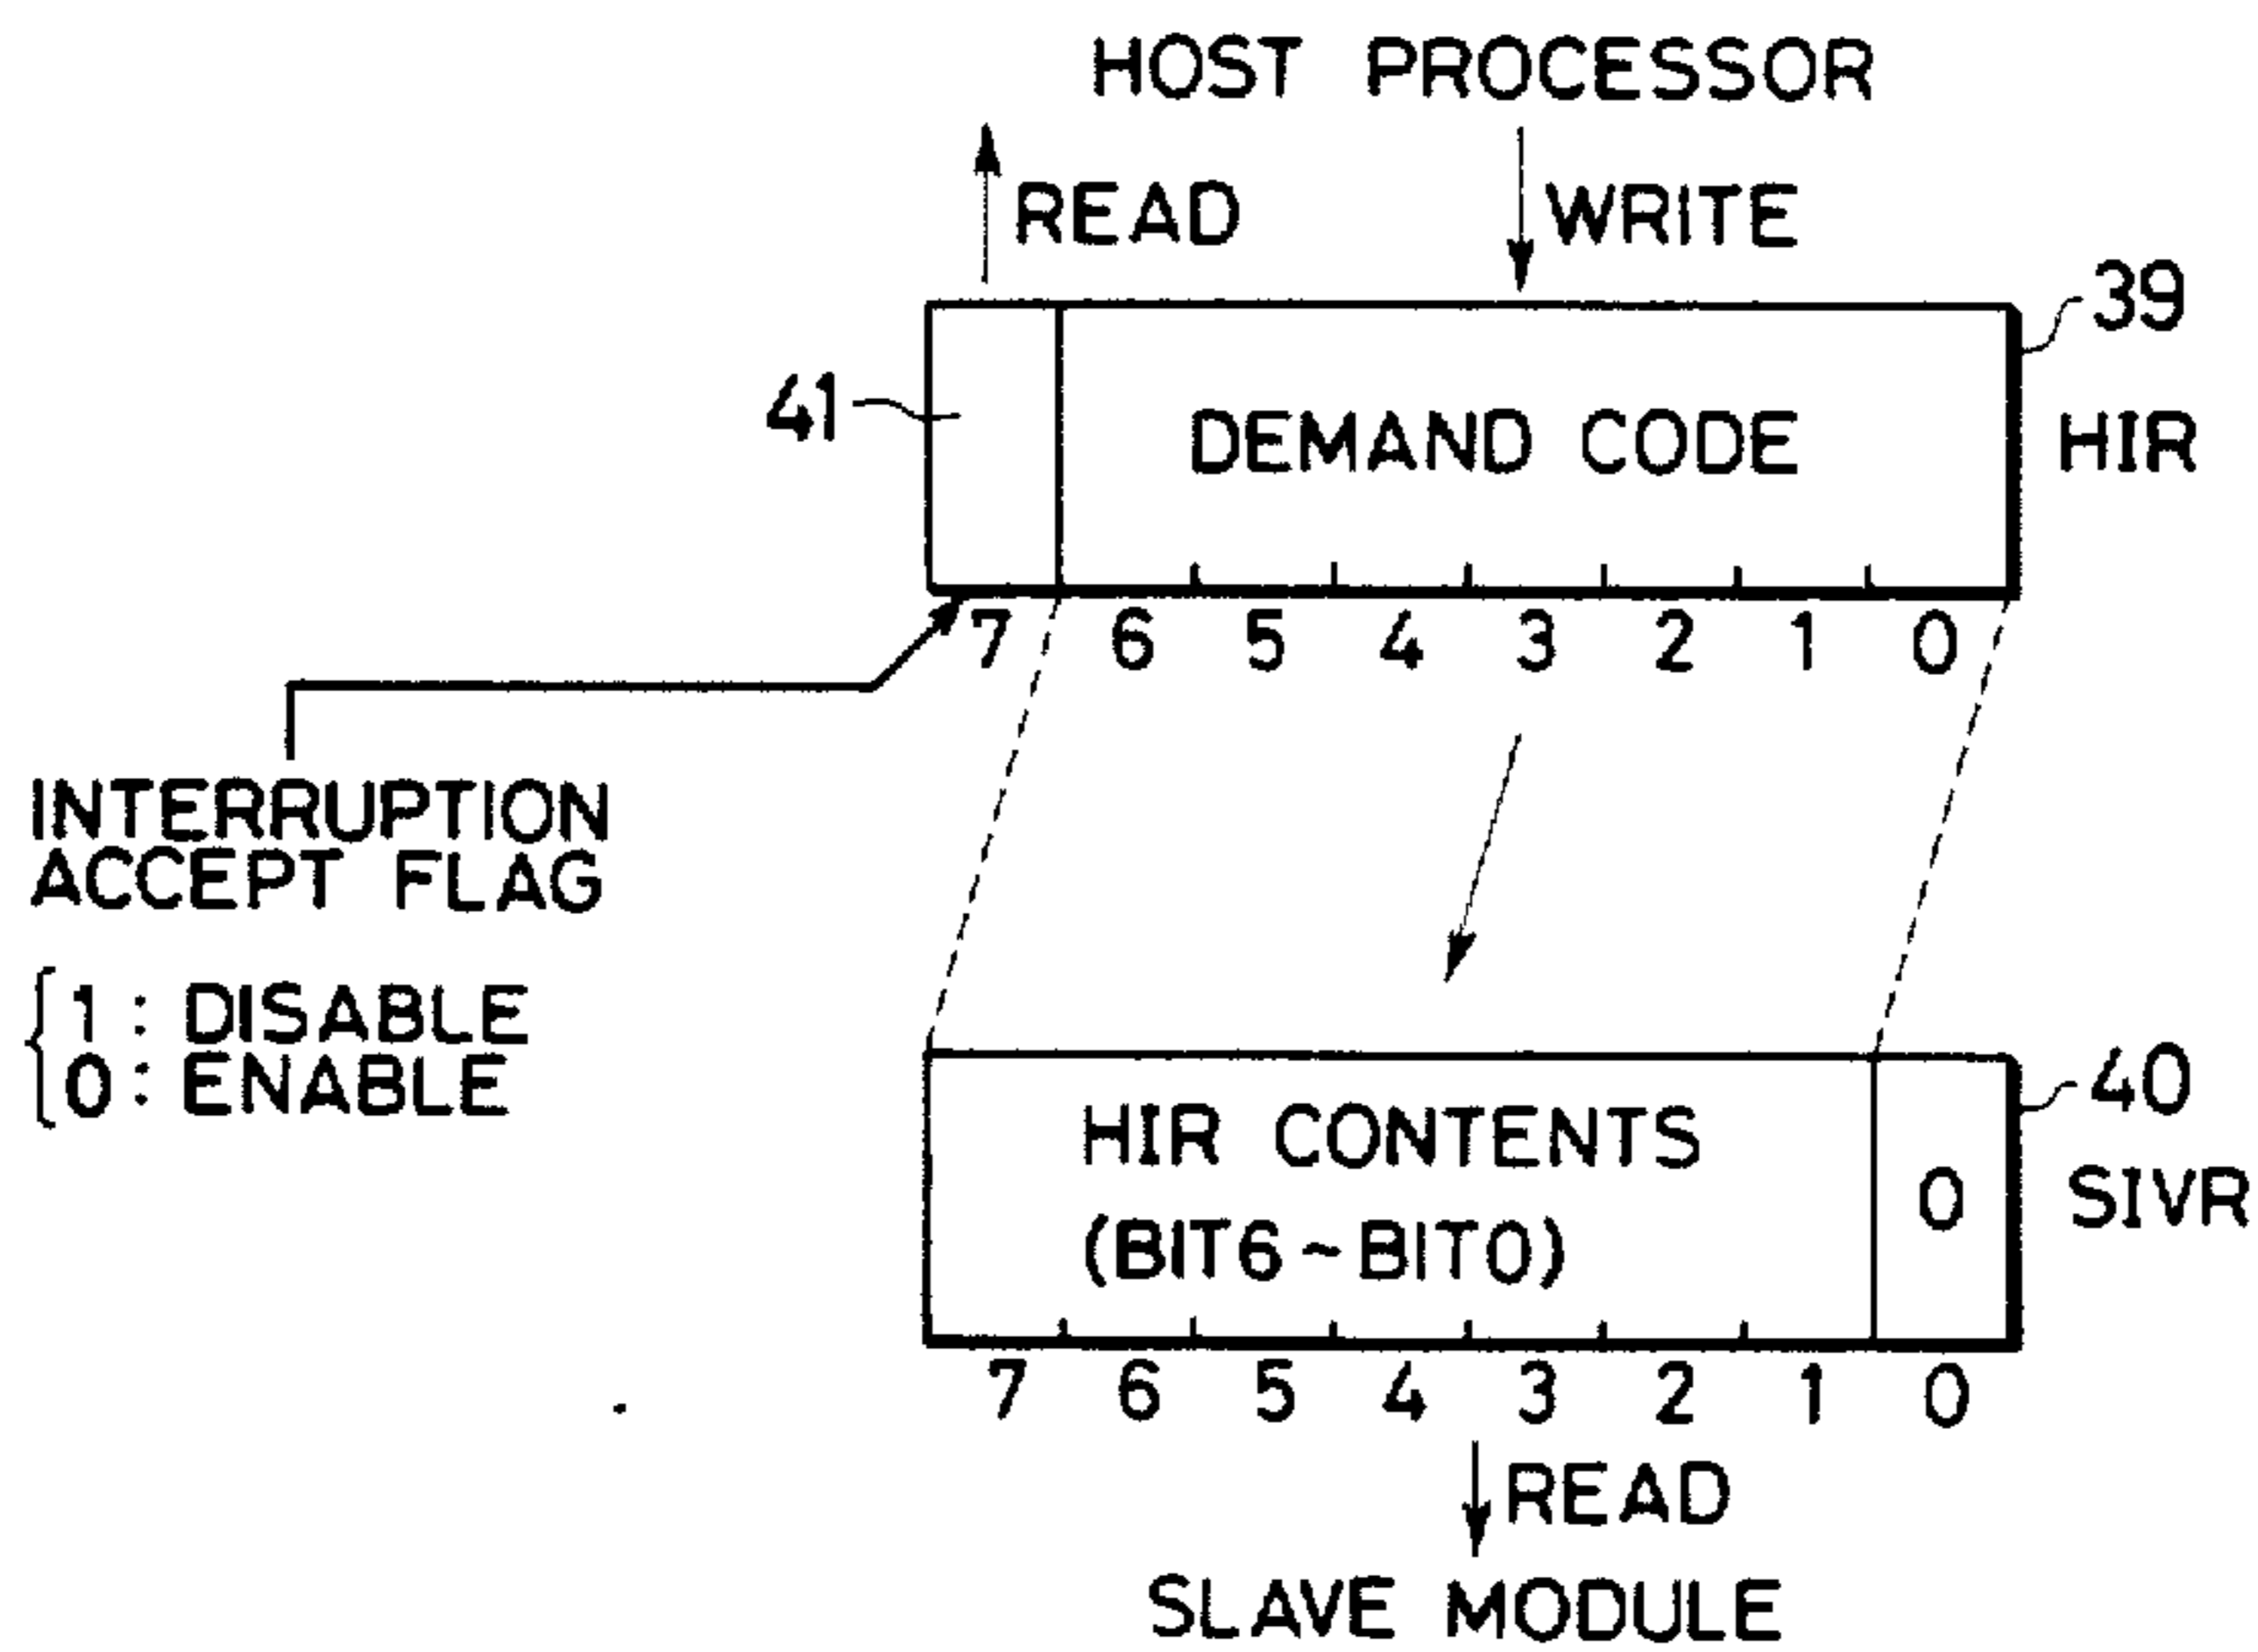 HOST PROCESSOR
READ
WRITE
39
41
DEMAND CODE
HIR
7 6 5 4 3 2 1 0
INTERRUPTION
ACCEPT FLAG
1 : DISABLE
0 : ENABLE
HIR CONTENTS
(BIT6~BIT0)
0
40
SIVR
7 6 5 4 3 2 1 0
READ
SLAVE MODULE